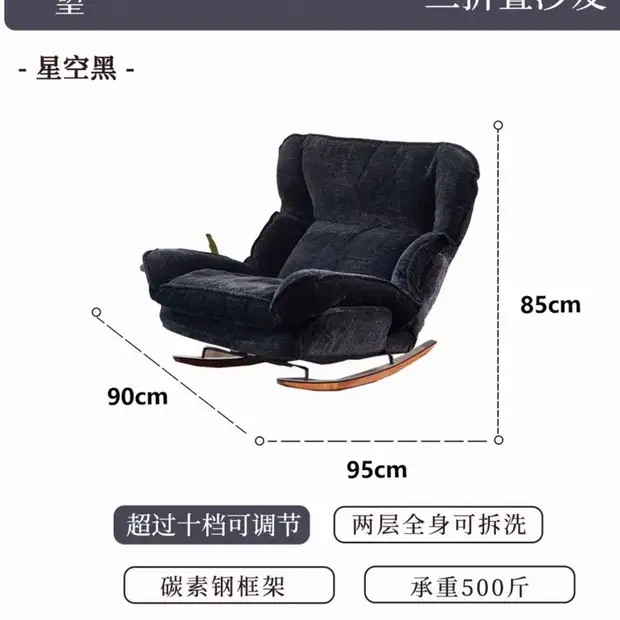 - 星空黑 -
85cm
90cm
95cm
超过十档可调节
两层全身可拆洗
碳素钢框架
承重500斤